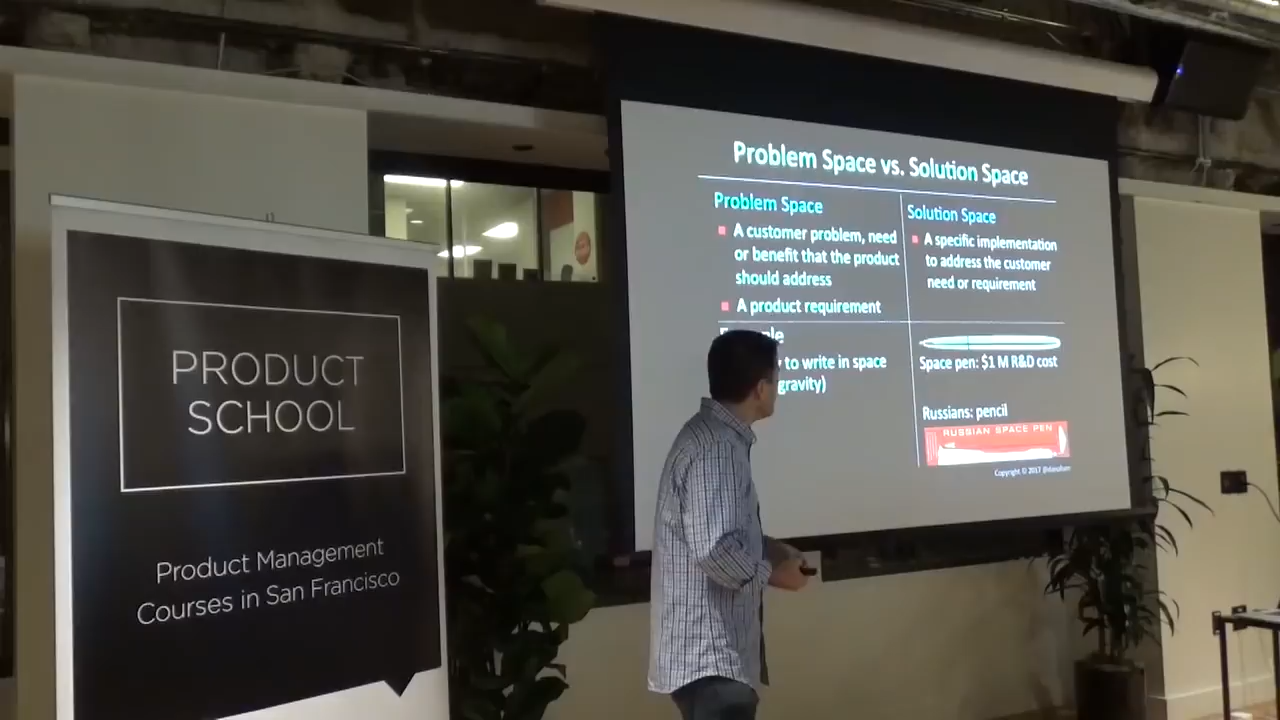 PRODUCT
SCHOOL
Product Management
Courses in San Francisco
Problem Space vs. Solution Space
Problem Space
A customer problem, need
or benefit that the product
should address
A product requirement
to write in space
gravity)
Solution Space
A specific implementation
to address the customer
need or requirement
Space pen: $1 M R&D cost
Russians: pencil
RUSSIAN SPACE PEN
Copyright © 2017